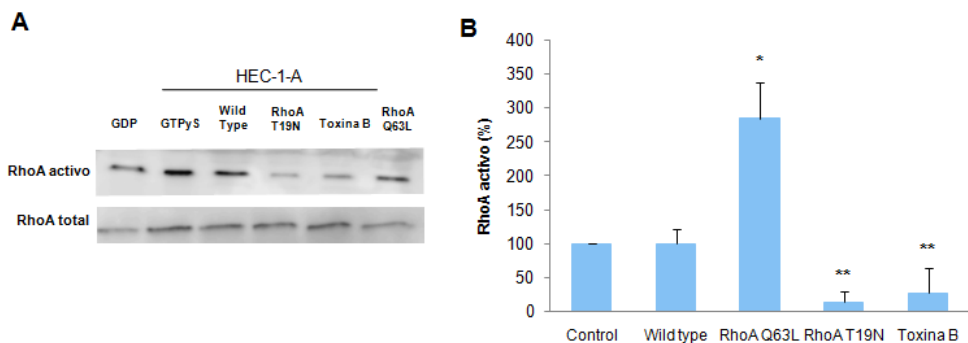 A
HEC-1-A
GDP
GTPyS
Wild
Type
RhoA
T19N
Toxina B
RhoA
Q63L
RhoA activo
RhoA total
B
RhoA activo (%)
400
350
300
250
200
150
100
50
0
*
**
**
Control
Wild type
RhoA Q63L
RhoA T19N
Toxina B